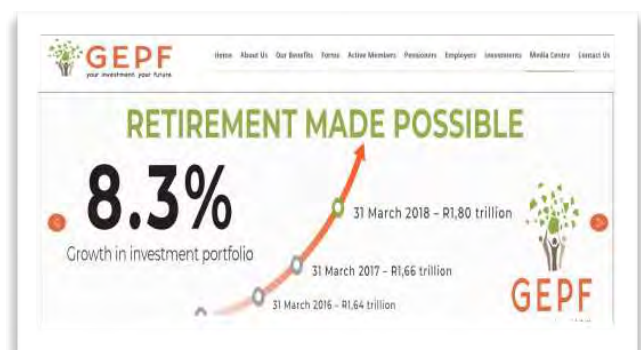 GEPF
your investment. your future.
Home About Us Our Benefits Forms Active Members Pensioners Employers Investments Media Centre Contact Us
RETIREMENT MADE POSSIBLE
8.3%
Growth in investment portfolio
31 March 2018 – R1,80 trillion
31 March 2017 – R1,66 trillion
31 March 2016 – R1,64 trillion
GEPF